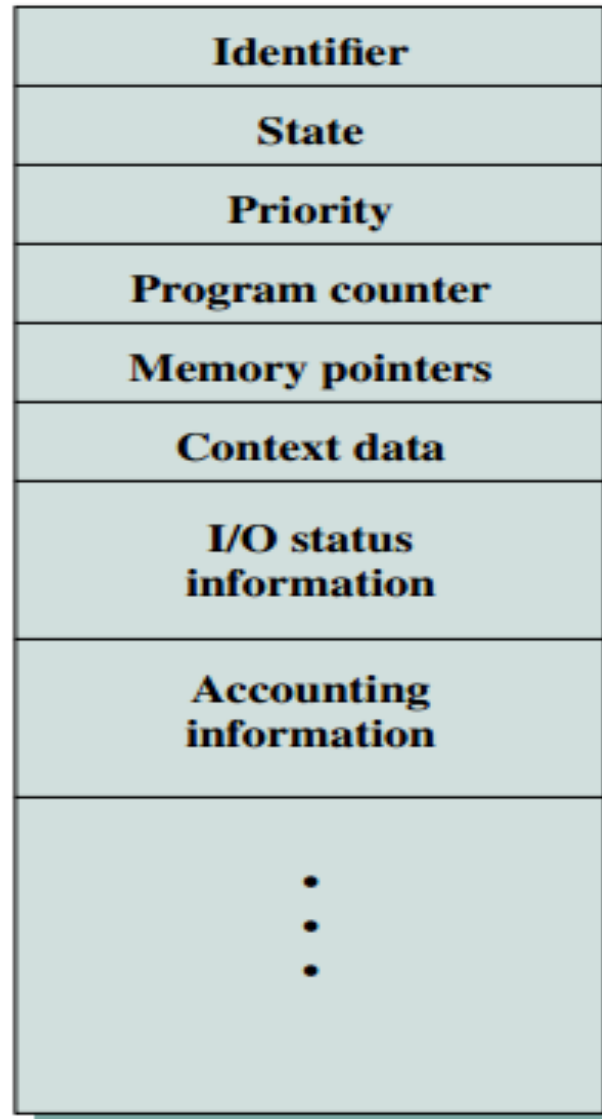 Identifier
State
Priority
Program counter
Memory pointers
Context data
I/O status
information
Accounting
information